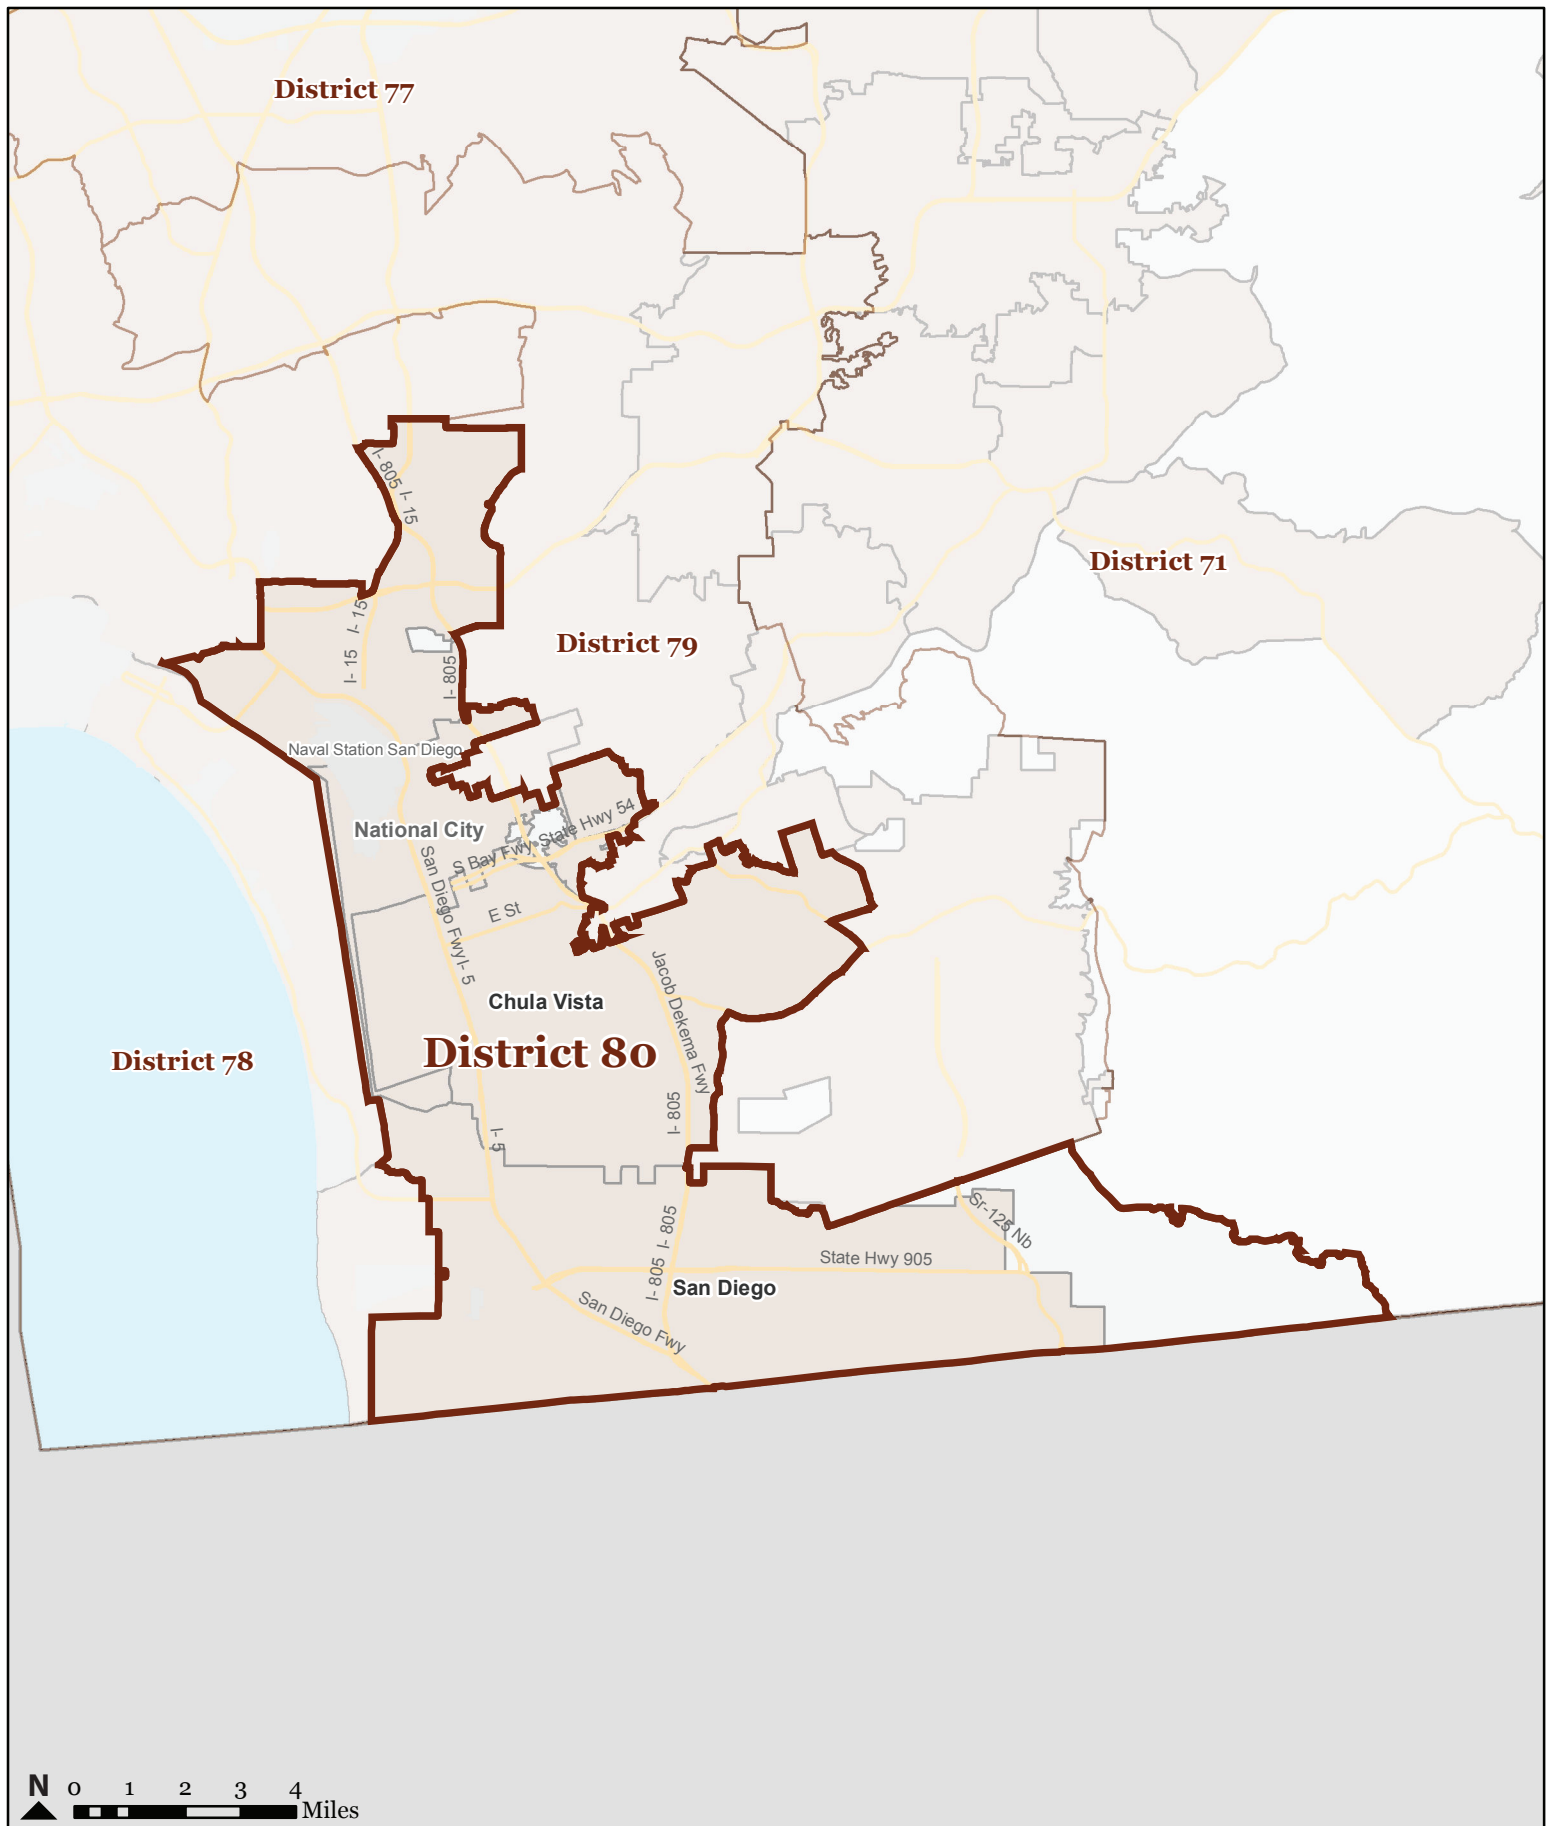 District 77
I- 805
I- 15
District 71
I- 15
I- 15
District 79
I- 805
Naval Station San Diego
National City
S Bay Fwy
State Hwy 54
San Diego Fwy
E St
I- 5
Jacob Dekema Fwy
Chula Vista
District 80
District 78
I- 805
I- 5
I- 805
I- 805
Sr-125 Nb
State Hwy 905
San Diego
San Diego Fwy
N
0 1 2 3 4
Miles